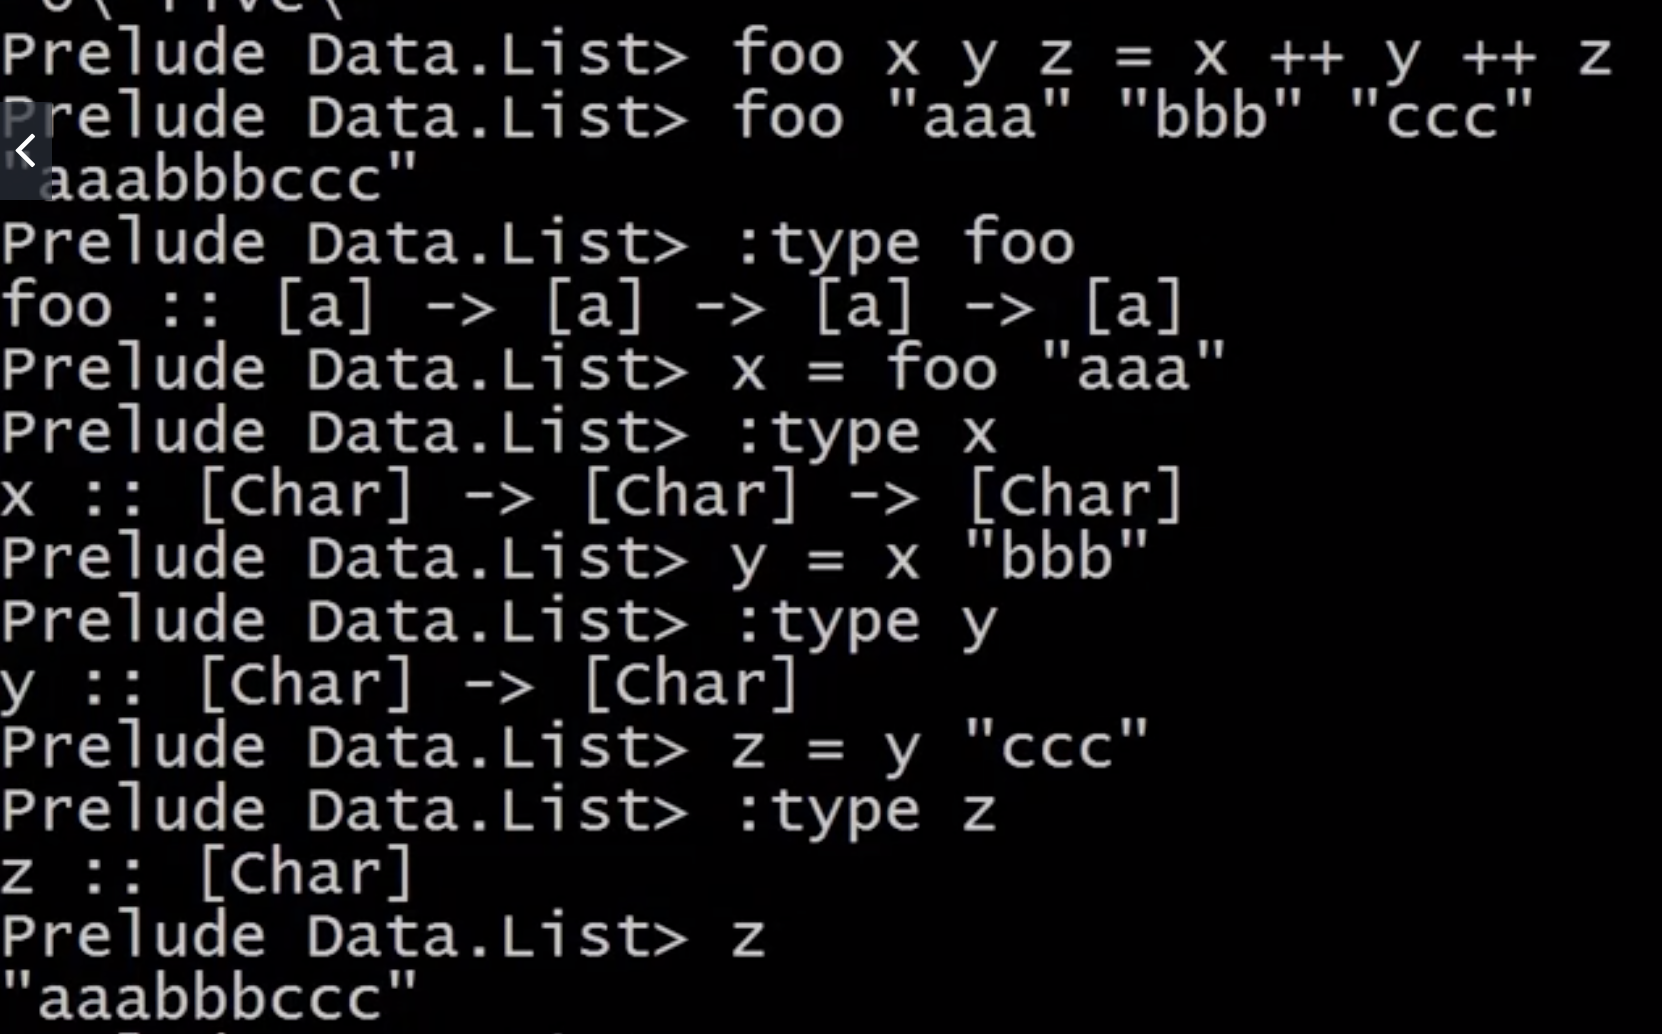 Prelude Data.List> foo x y z = x ++ y ++ z
Prelude Data.List> foo "aaa" "bbb" "ccc"
"aaabbbccc"
Prelude Data.List> :type foo
foo :: [a] -> [a] -> [a] -> [a]
Prelude Data.List> x = foo "aaa"
Prelude Data.List> :type x
x :: [Char] -> [Char] -> [Char]
Prelude Data.List> y = x "bbb"
Prelude Data.List> :type y
y :: [Char] -> [Char]
Prelude Data.List> z = y "ccc"
Prelude Data.List> :type z
z :: [Char]
Prelude Data.List> z
"aaabbbccc"